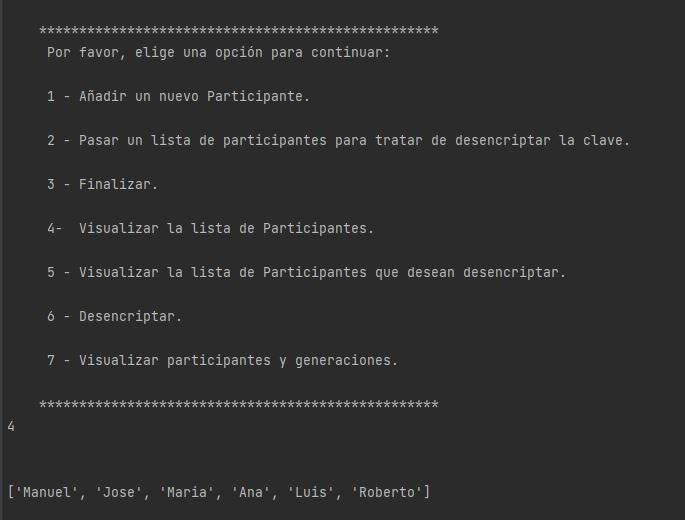 **************************************************
Por favor, elige una opción para continuar:
1 - Añadir un nuevo Participante.
2 - Pasar un lista de participantes para tratar de desencriptar la clave.
3 - Finalizar.
4-  Visualizar la lista de Participantes.
5 - Visualizar la lista de Participantes que desean desencriptar.
6 - Desencriptar.
7 - Visualizar participantes y generaciones.
**************************************************
4
['Manuel', 'Jose', 'Maria', 'Ana', 'Luis', 'Roberto']